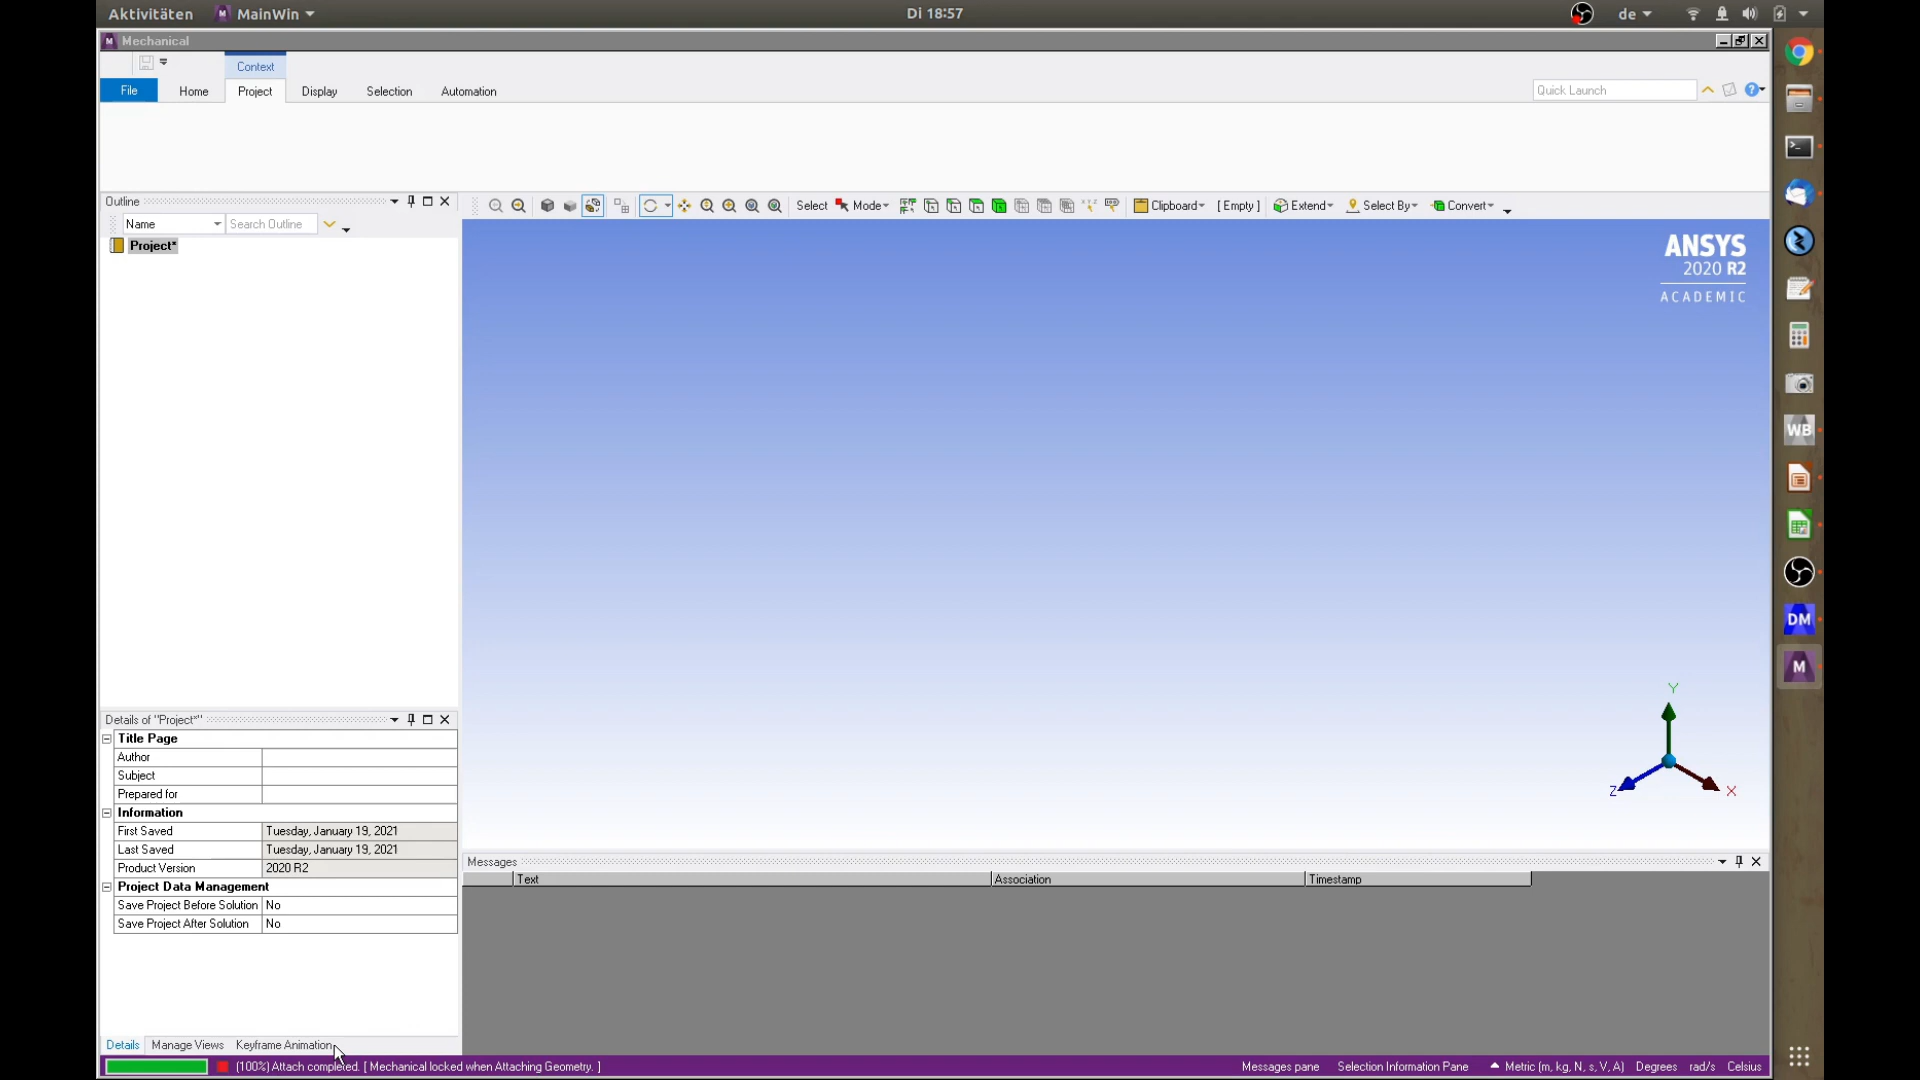 Aktivitäten MainWin Di 18:57 de
Mechanical
Context
File Home Project Display Selection Automation Quick Launch
Outline
Select Mode Clipboard [ Empty ] Extend Select By Convert
Name Search Outline
Project*
ANSYS
2020 R2
ACADEMIC
WB
DM
M
Y
Z X
Details of "Project*"
Title Page
Author
Subject
Prepared for
Information
First Saved Tuesday, January 19, 2021
Last Saved Tuesday, January 19, 2021
Product Version 2020 R2
Project Data Management
Save Project Before Solution No
Save Project After Solution No
Messages
Text Association Timestamp
Details Manage Views Keyframe Animation
(100%) Attach completed. [ Mechanical locked when Attaching Geometry. ] Messages pane Selection Information Pane Metric (m, kg, N, s, V, A) Degrees rad/s Celsius